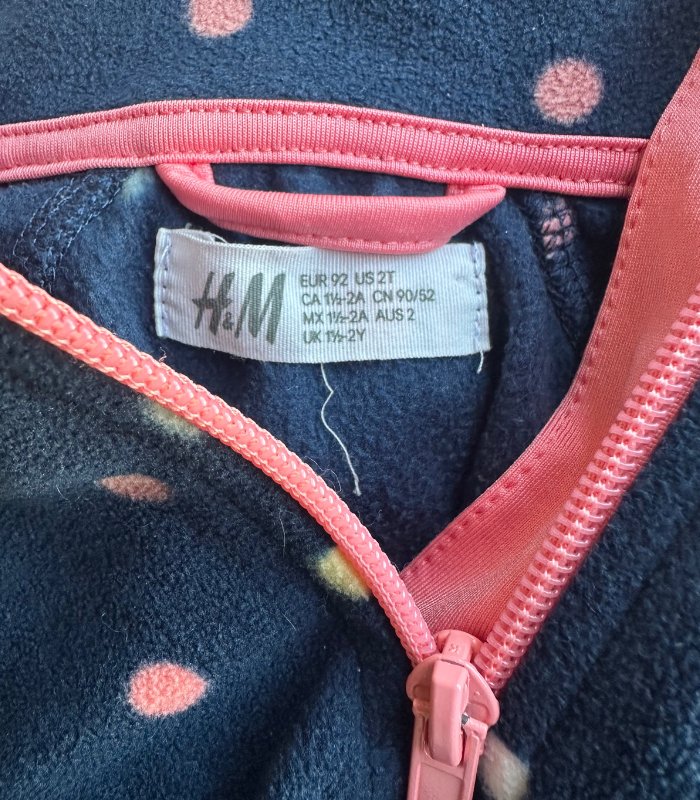 H&M
EUR 92 US 2T
CA 1½-2A CN 90/52
MX 1½-2A AUS 2
UK 1½-2Y